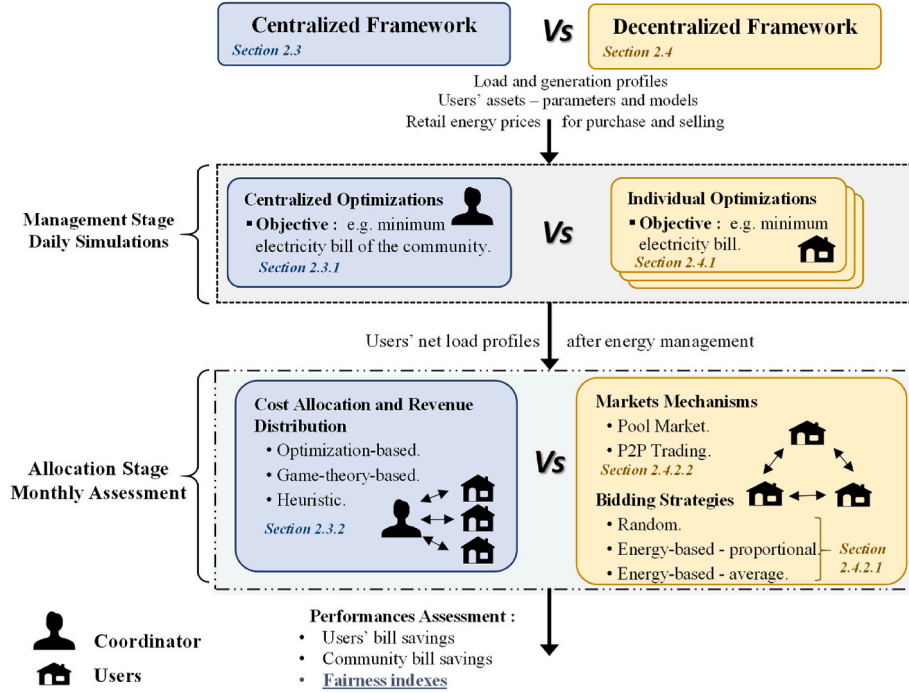 Centralized Framework
Section 2.3
Vs
Decentralized Framework
Section 2.4
Load and generation profiles
Users' assets – parameters and models
Retail energy prices for purchase and selling
Management Stage
Daily Simulations
Centralized Optimizations
▪ Objective : e.g. minimum
electricity bill of the community.
Section 2.3.1
Vs
Individual Optimizations
▪ Objective : e.g. minimum
electricity bill.
Section 2.4.1
Users' net load profiles after energy management
Allocation Stage
Monthly Assessment
Cost Allocation and Revenue
Distribution
• Optimization-based.
• Game-theory-based.
• Heuristic.
Section 2.3.2
Vs
Markets Mechanisms
• Pool Market.
• P2P Trading.
Section 2.4.2.2
Bidding Strategies
• Random.
• Energy-based - proportional.
• Energy-based - average.
Section
2.4.2.1
Performances Assessment :
• Users' bill savings
• Community bill savings
• Fairness indexes
Coordinator
Users